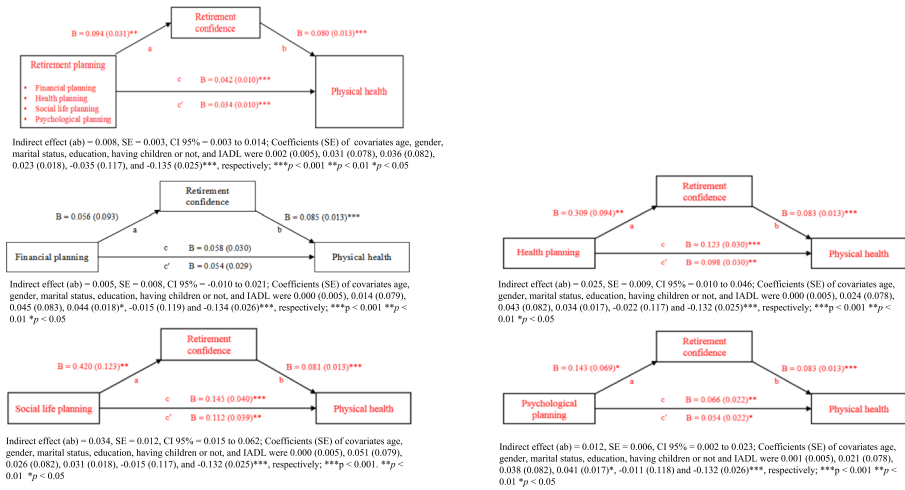 Retirement
confidence
B = 0.094 (0.031)**
B = 0.080 (0.013)***
a
b
Retirement planning
• Financial planning
• Health planning
• Social life planning
• Psychological planning
c B = 0.042 (0.010)***
c' B = 0.034 (0.010)***
Physical health
Indirect effect (ab) = 0.008, SE = 0.003, CI 95% = 0.003 to 0.014; Coefficients (SE) of covariates age, gender,
marital status, education, having children or not, and IADL were 0.002 (0.005), 0.031 (0.078), 0.036 (0.082),
0.023 (0.018), -0.035 (0.117), and -0.135 (0.025)***, respectively; ***p < 0.001 **p < 0.01 *p < 0.05
Retirement
confidence
B = 0.056 (0.093)
B = 0.085 (0.013)***
a
b
Financial planning
c B = 0.058 (0.030)
c' B = 0.054 (0.029)
Physical health
Indirect effect (ab) = 0.005, SE = 0.008, CI 95% = -0.010 to 0.021; Coefficients (SE) of covariates age,
gender, marital status, education, having children or not, and IADL were 0.000 (0.005), 0.014 (0.079),
0.045 (0.083), 0.044 (0.018)*, -0.015 (0.119) and -0.134 (0.026)***, respectively; ***p < 0.001 **p <
0.01 *p < 0.05
Retirement
confidence
B = 0.309 (0.094)**
B = 0.083 (0.013)***
a
b
Health planning
c B = 0.123 (0.030)***
c' B = 0.098 (0.030)**
Physical health
Indirect effect (ab) = 0.025, SE = 0.009, CI 95% = 0.010 to 0.046; Coefficients (SE) of covariates age,
gender, marital status, education, having children or not, and IADL were 0.000 (0.005), 0.024 (0.078),
0.043 (0.082), 0.034 (0.017), -0.022 (0.117) and -0.132 (0.025)***, respectively; ***p < 0.001 **p <
0.01 *p < 0.05
Retirement
confidence
B = 0.420 (0.123)**
B = 0.081 (0.013)***
a
b
Social life planning
c B = 0.145 (0.040)***
c' B = 0.112 (0.039)**
Physical health
Indirect effect (ab) = 0.034, SE = 0.012, CI 95% = 0.015 to 0.062; Coefficients (SE) of covariates age,
gender, marital status, education, having children or not, and IADL were 0.000 (0.005), 0.051 (0.079),
0.026 (0.082), 0.031 (0.018), -0.015 (0.117), and -0.132 (0.025)***, respectively; ***p < 0.001. **p <
0.01 *p < 0.05
Retirement
confidence
B = 0.143 (0.069)*
B = 0.083 (0.013)***
a
b
Psychological
planning
c B = 0.066 (0.022)**
c' B = 0.054 (0.022)*
Physical health
Indirect effect (ab) = 0.012, SE = 0.006, CI 95% = 0.002 to 0.023; Coefficients (SE) of covariates age,
gender, marital status, education, having children or not and IADL were 0.001 (0.005), 0.021 (0.078),
0.038 (0.082), 0.041 (0.017)*, -0.011 (0.118) and -0.132 (0.026)***, respectively; ***p < 0.001 **p <
0.01 *p < 0.05